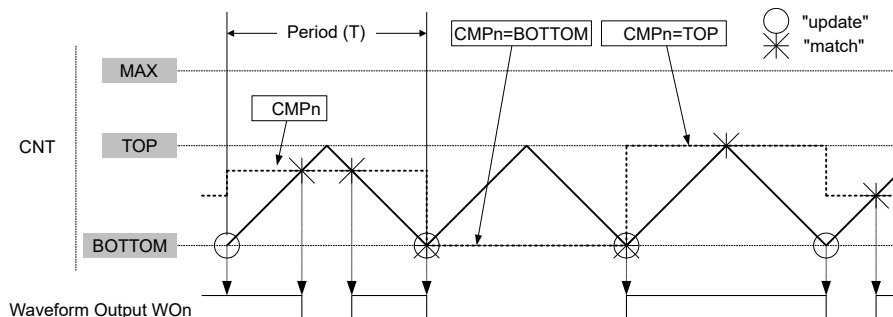 Period (T)
CMPn=BOTTOM
CMPn=TOP
"update"
"match"
MAX
CMPn
CNT
TOP
BOTTOM
Waveform Output WOn